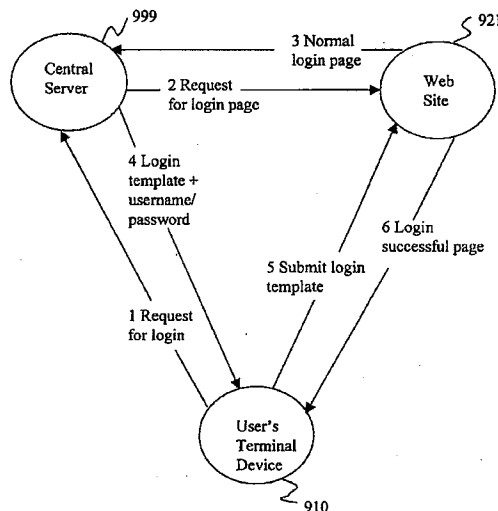 999
921
3 Normal
login page
Central
Server
Web
Site
2 Request
for login page
4 Login
template +
username/
password
6 Login
successful page
5 Submit login
template
1 Request
for login
User's
Terminal
Device
910